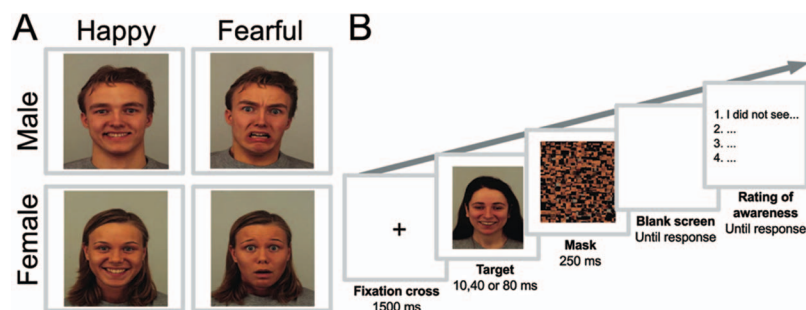 A
Happy
Fearful
Male
Female
B
Fixation cross
1500 ms
+
Target
10,40 or 80 ms
Mask
250 ms
Blank screen
Until response
1. I did not see...
2. ...
3. ...
4. ...
Rating of
awareness
Until response